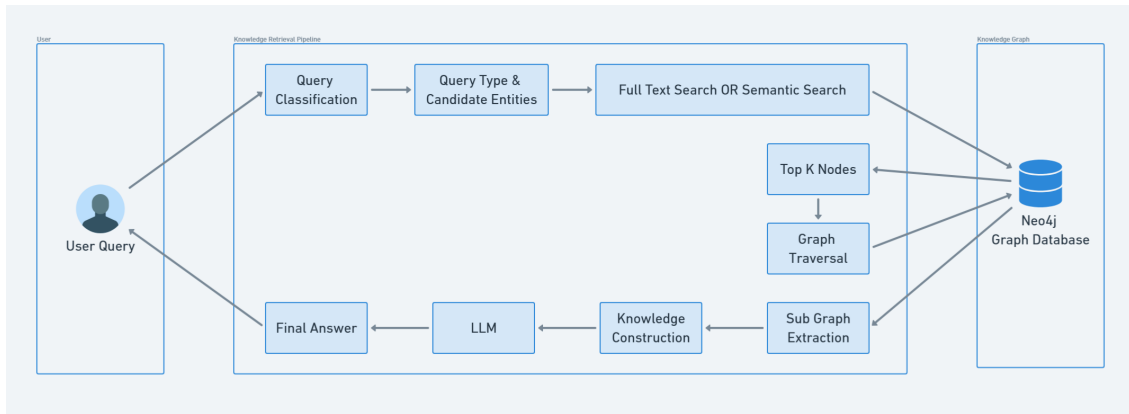 User
Knowledge Retrieval Pipeline
Knowledge Graph
Query
Classification
Query Type &
Candidate Entities
Full Text Search OR Semantic Search
Top K Nodes
User Query
Neo4j
Graph Database
Graph
Traversal
Final Answer
LLM
Knowledge
Construction
Sub Graph
Extraction